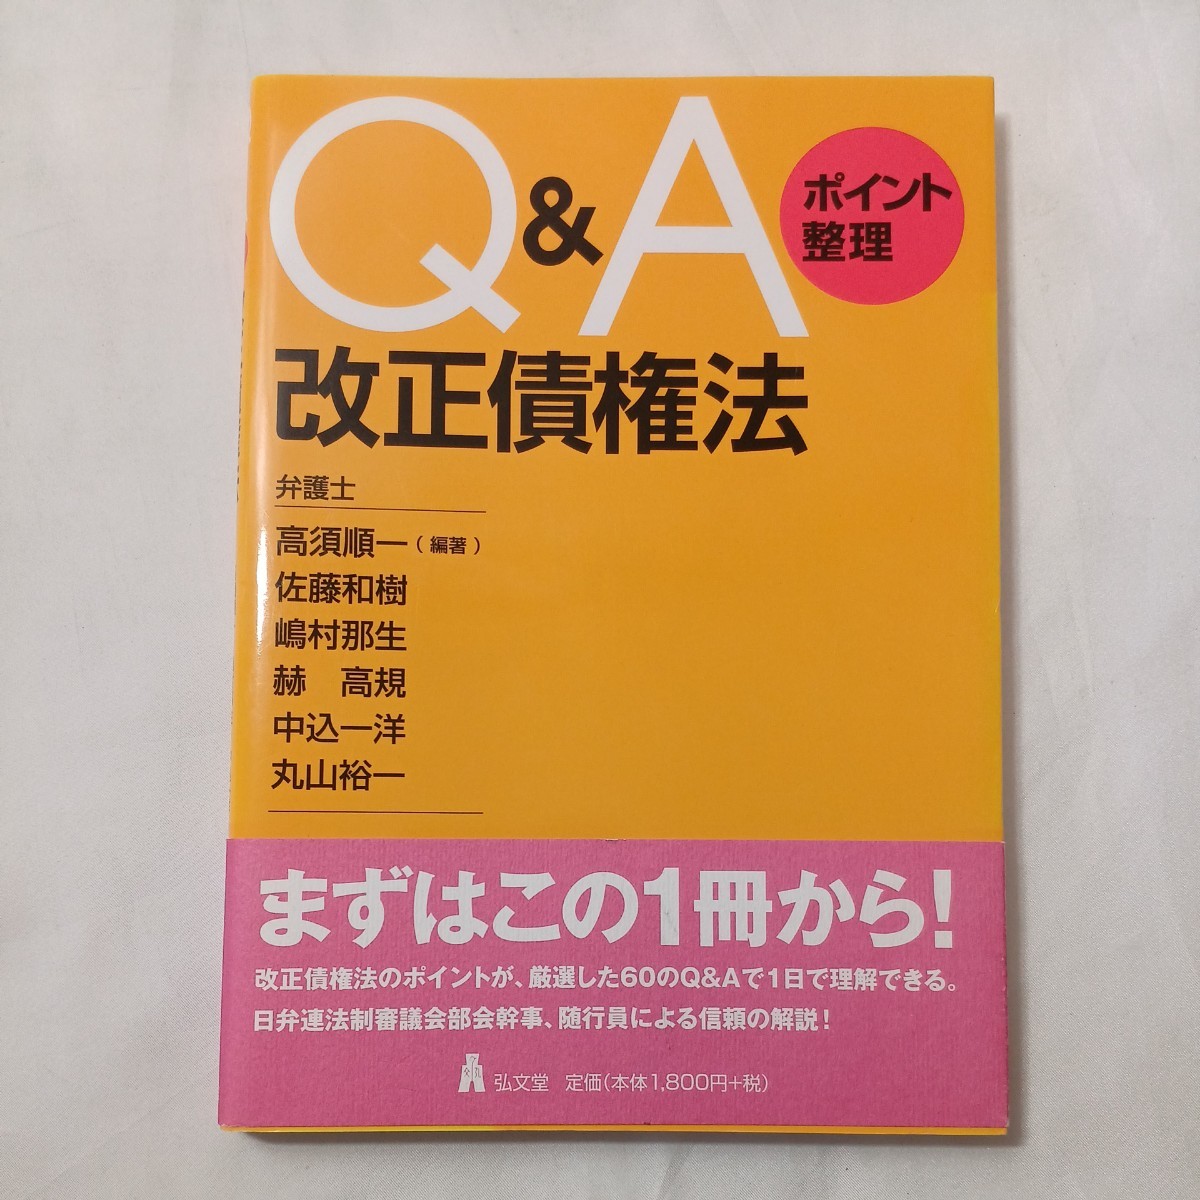 Q&A
ポイント
整理
改正債権法
弁護士
高須順一(編著)
佐藤和樹
嶋村那生
赫　高規
中込一洋
丸山裕一
まずはこの1冊から!
改正債権法のポイントが、厳選した60のQ&Aで1日で理解できる。
日弁連法制審議会部会幹事、随行員による信頼の解説!
弘文堂 定価(本体1,800円+税)